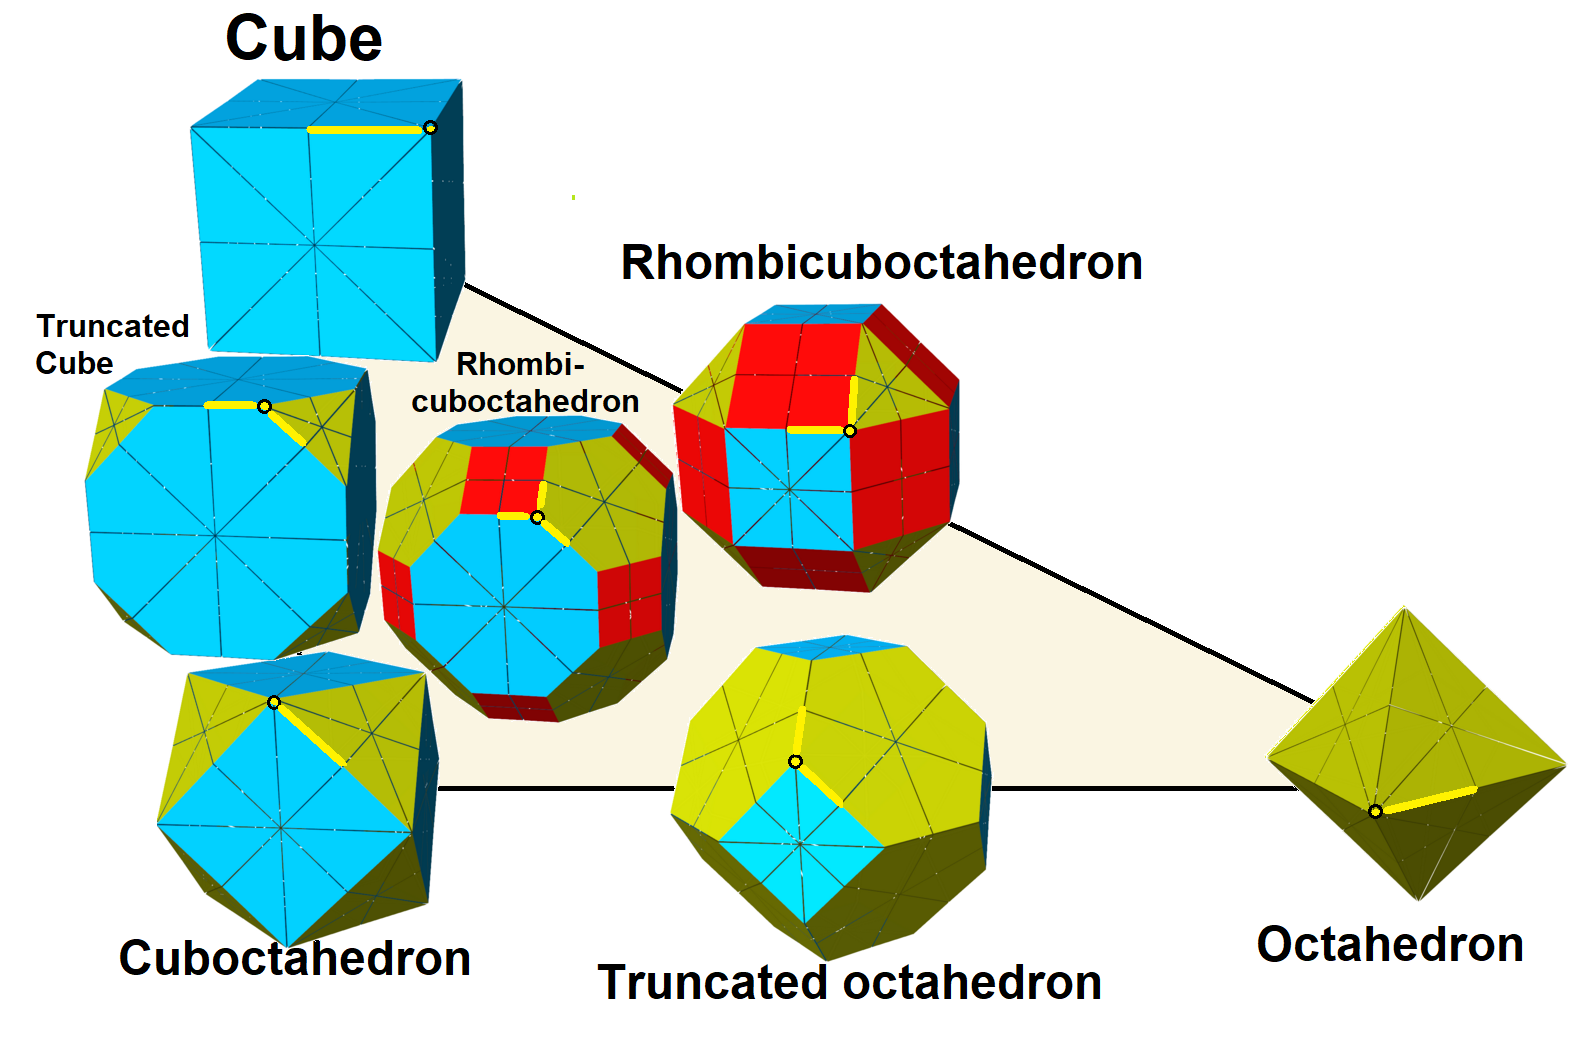 Cube
Rhombicuboctahedron
Truncated
Cube
Rhombi-
cuboctahedron
Octahedron
Cuboctahedron
Truncated octahedron